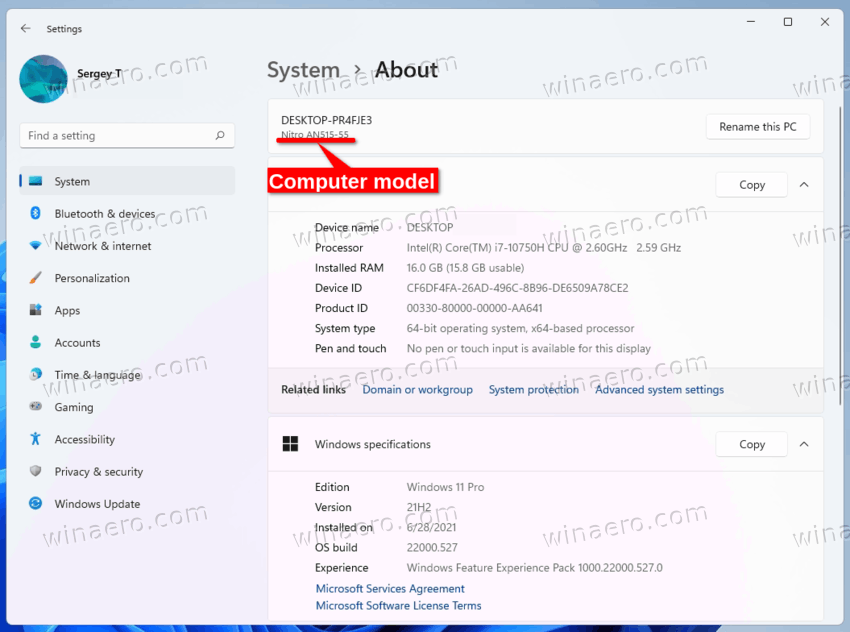 Settings
Sergey T
Find a setting
System
Bluetooth & devices
Network & internet
Personalization
Apps
Accounts
Time & language
Gaming
Accessibility
Privacy & security
Windows Update
System › About
DESKTOP-PR4FJE3
Nitro AN515-55
Rename this PC
Computer model
Copy
Device name DESKTOP
Processor Intel(R) Core(TM) i7-10750H CPU @ 2.60GHz 2.59 GHz
Installed RAM 16.0 GB (15.8 GB usable)
Device ID CF6DF4FA-26AD-496C-8B96-DE6509A78CE2
Product ID 00330-80000-00000-AA641
System type 64-bit operating system, x64-based processor
Pen and touch No pen or touch input is available for this display
Related links Domain or workgroup System protection Advanced system settings
Windows specifications
Copy
Edition Windows 11 Pro
Version 21H2
Installed on 6/28/2021
OS build 22000.527
Experience Windows Feature Experience Pack 1000.22000.527.0
Microsoft Services Agreement
Microsoft Software License Terms
winaero.com
winaero.com
winaero.com
winaero.com
winaero.com
winaero.com
winaero.com
winaero.com
winaero.com
winaero.com
winaero.com
winaero.com